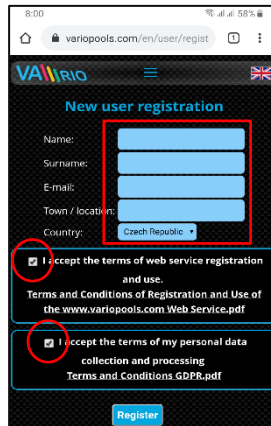 8:00 58%
variopools.com/en/user/regist 1
VARIO
New user registration
Name:
Surname:
E-mail:
Town / location:
Country: Czech Republic
I accept the terms of web service registration
and use.
Terms and Conditions of Registration and Use of
the www.variopools.com Web Service.pdf
I accept the terms of my personal data
collection and processing
Terms and Conditions GDPR.pdf
Register